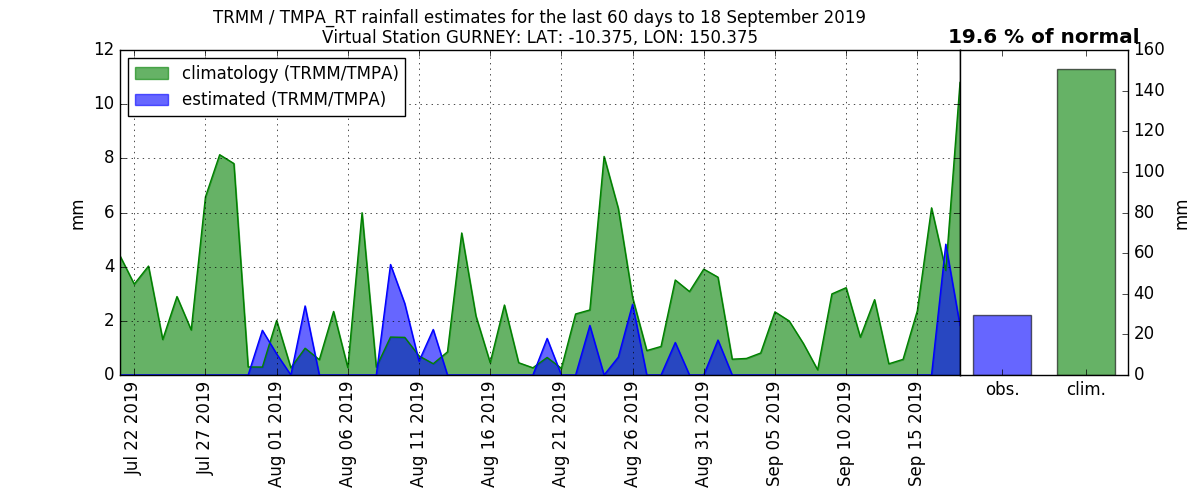 TRMM / TMPA_RT rainfall estimates for the last 60 days to 18 September 2019
Virtual Station GURNEY: LAT: -10.375, LON: 150.375
19.6 % of normal
climatology (TRMM/TMPA)
estimated (TRMM/TMPA)
mm
12
10
8
6
4
2
0
160
140
120
100
80
60
40
20
0
mm
Jul 22 2019
Jul 27 2019
Aug 01 2019
Aug 06 2019
Aug 11 2019
Aug 16 2019
Aug 21 2019
Aug 26 2019
Aug 31 2019
Sep 05 2019
Sep 10 2019
Sep 15 2019
obs.
clim.